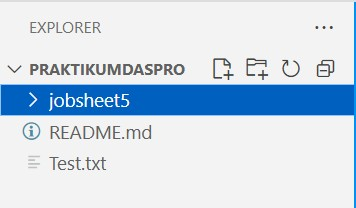 EXPLORER
PRAKTIKUMDASPRO
jobsheet5
README.md
Test.txt